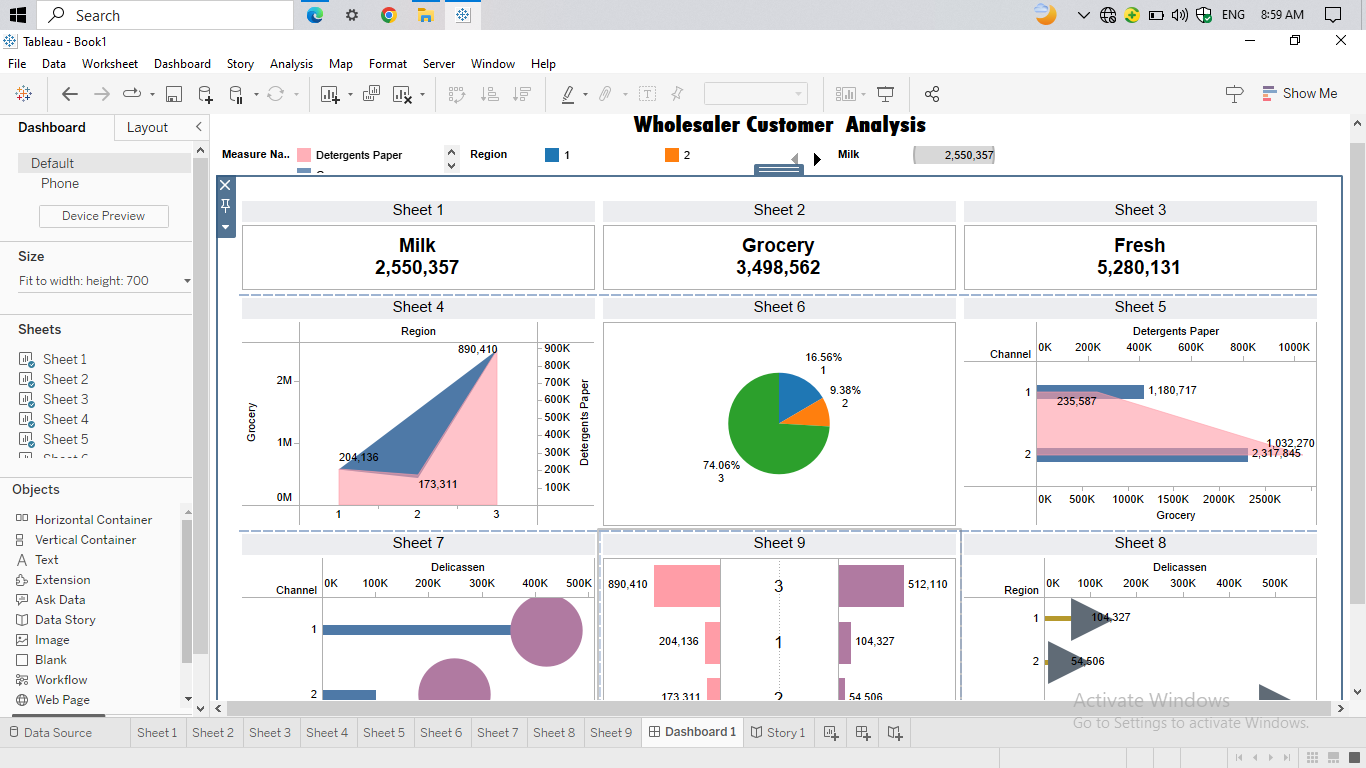 Search
ENG 8:59 AM
Tableau - Book1
File Data Worksheet Dashboard Story Analysis Map Format Server Window Help
Show Me
Dashboard Layout
Default
Phone
Device Preview
Size
Fit to width: height: 700
Sheets
Sheet 1
Sheet 2
Sheet 3
Sheet 4
Sheet 5
Objects
Horizontal Container
Vertical Container
Text
Extension
Ask Data
Data Story
Image
Blank
Workflow
Web Page
Wholesaler Customer Analysis
Measure Na.. Detergents Paper Region 1 2 Milk 2,550,357
Sheet 1
Milk
2,550,357
Sheet 2
Grocery
3,498,562
Sheet 3
Fresh
5,280,131
Sheet 4
Region
890,410
204,136
173,311
Grocery
2M
1M
0M
900K
800K
700K
600K
500K
400K
300K
200K
100K
Detergents Paper
1 2 3
Sheet 6
16.56%
1
9.38%
2
74.06%
3
Sheet 5
Detergents Paper
Channel 0K 200K 400K 600K 800K 1000K
1 1,180,717
235,587
1,032,270
2 2,317,845
0K 500K 1000K 1500K 2000K 2500K
Grocery
Sheet 7
Delicassen
Channel 0K 100K 200K 300K 400K 500K
1
2
Sheet 9
890,410 3 512,110
204,136 1 104,327
173,311 2 54,506
Sheet 8
Delicassen
Region 0K 100K 200K 300K 400K 500K
1 104,327
2 54,506
Activate Windows
Go to Settings to activate Windows.
Data Source Sheet 1 Sheet 2 Sheet 3 Sheet 4 Sheet 5 Sheet 6 Sheet 7 Sheet 8 Sheet 9 Dashboard 1 Story 1